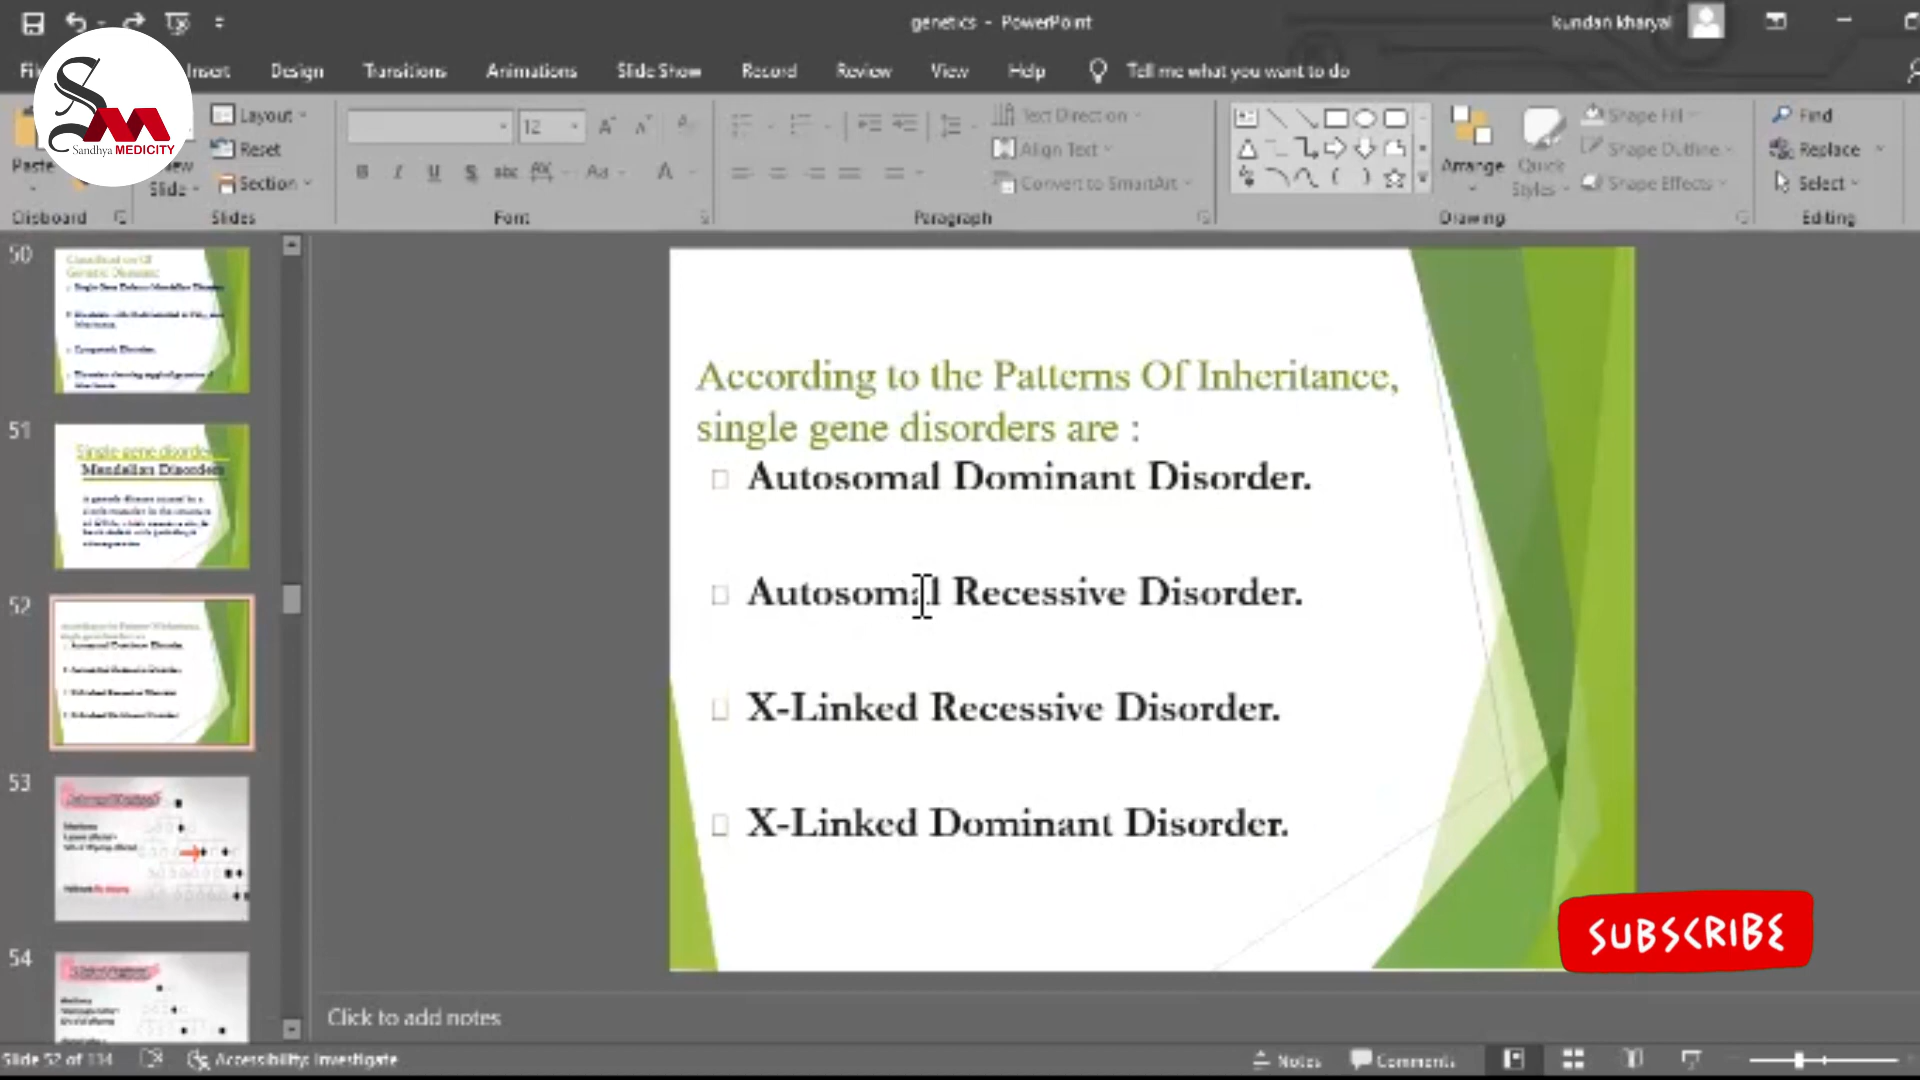 genetics - PowerPoint
kundan kharyal
Insert Design Transitions Animations Slide Show Record Review View Help Tell me what you want to do
Sandhya MEDICITY
Paste
Slide
Layout
Reset
Section
12
Text Direction
Align Text
Convert to SmartArt
Arrange
Quick Styles
Shape Fill
Shape Outline
Shape Effects
Find
Replace
Select
Clipboard
Slides
Font
Paragraph
Drawing
Editing
50
51
Mendelian Disorders
52
53
54
According to the Patterns Of Inheritance,
single gene disorders are :
Autosomal Dominant Disorder.
Autosomal Recessive Disorder.
X-Linked Recessive Disorder.
X-Linked Dominant Disorder.
SUBSCRIBE
Click to add notes
Slide 52 of 114
Accessibility: Investigate
Notes
Comments